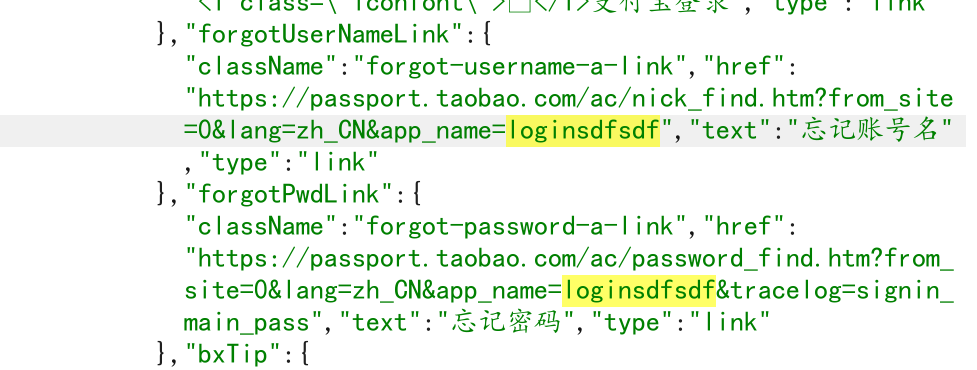 "<i class=\"iconfont\">□</i>支付宝登录","type":"link"
},"forgotUserNameLink":{
"className":"forgot-username-a-link","href":
"https://passport.taobao.com/ac/nick_find.htm?from_site
=0&lang=zh_CN&app_name=loginsdfsdf","text":"忘记账号名"
,"type":"link"
},"forgotPwdLink":{
"className":"forgot-password-a-link","href":
"https://passport.taobao.com/ac/password_find.htm?from_
site=0&lang=zh_CN&app_name=loginsdfsdf&tracelog=signin_
main_pass","text":"忘记密码","type":"link"
},"bxTip":{